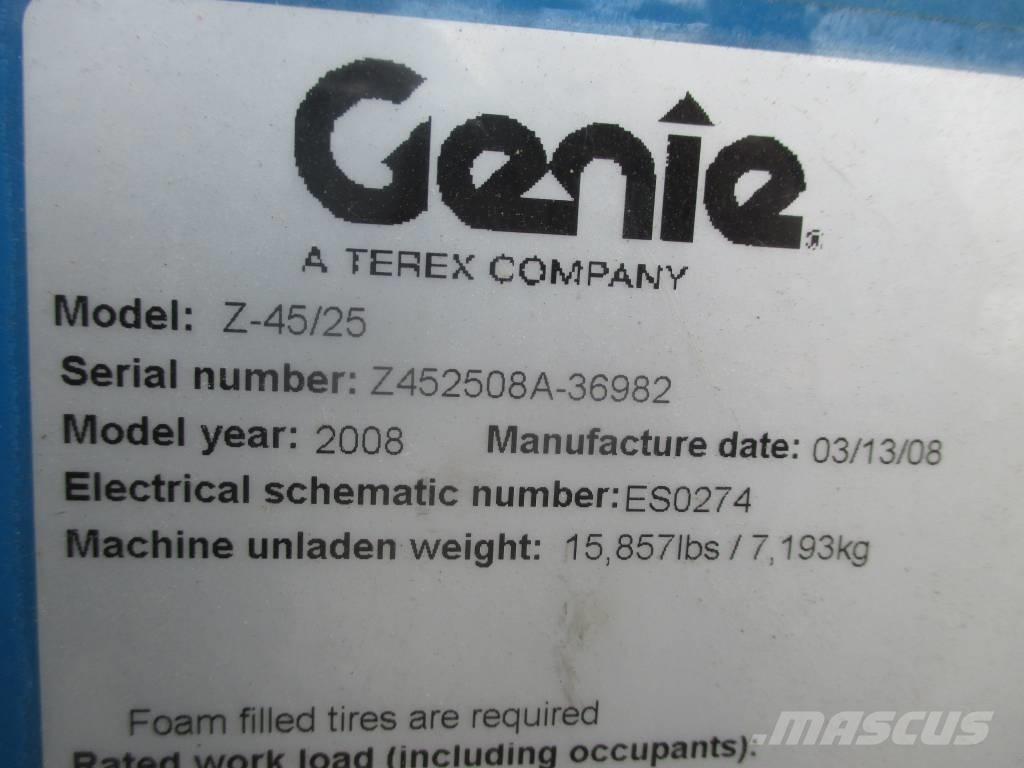 Genie®
A TEREX COMPANY
Model: Z-45/25
Serial number: Z452508A-36982
Model year: 2008 Manufacture date: 03/13/08
Electrical schematic number: ES0274
Machine unladen weight: 15,857lbs / 7,193kg
Foam filled tires are required
Rated work load (including occupants):
MASCUS